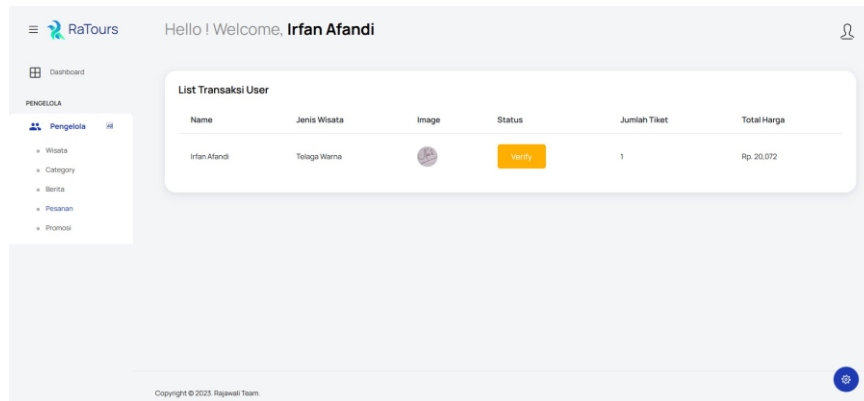 RaTours
Hello ! Welcome, Irfan Afandi
Dashboard
PENGELOLA
Pengelola
Wisata
Category
Berita
Pesanan
Promosi
List Transaksi User
Name Jenis Wisata Image Status Jumlah Tiket Total Harga
Irfan Afandi Telaga Warna Verify 1 Rp. 20,072
Copyright © 2023. Rajawali Team.